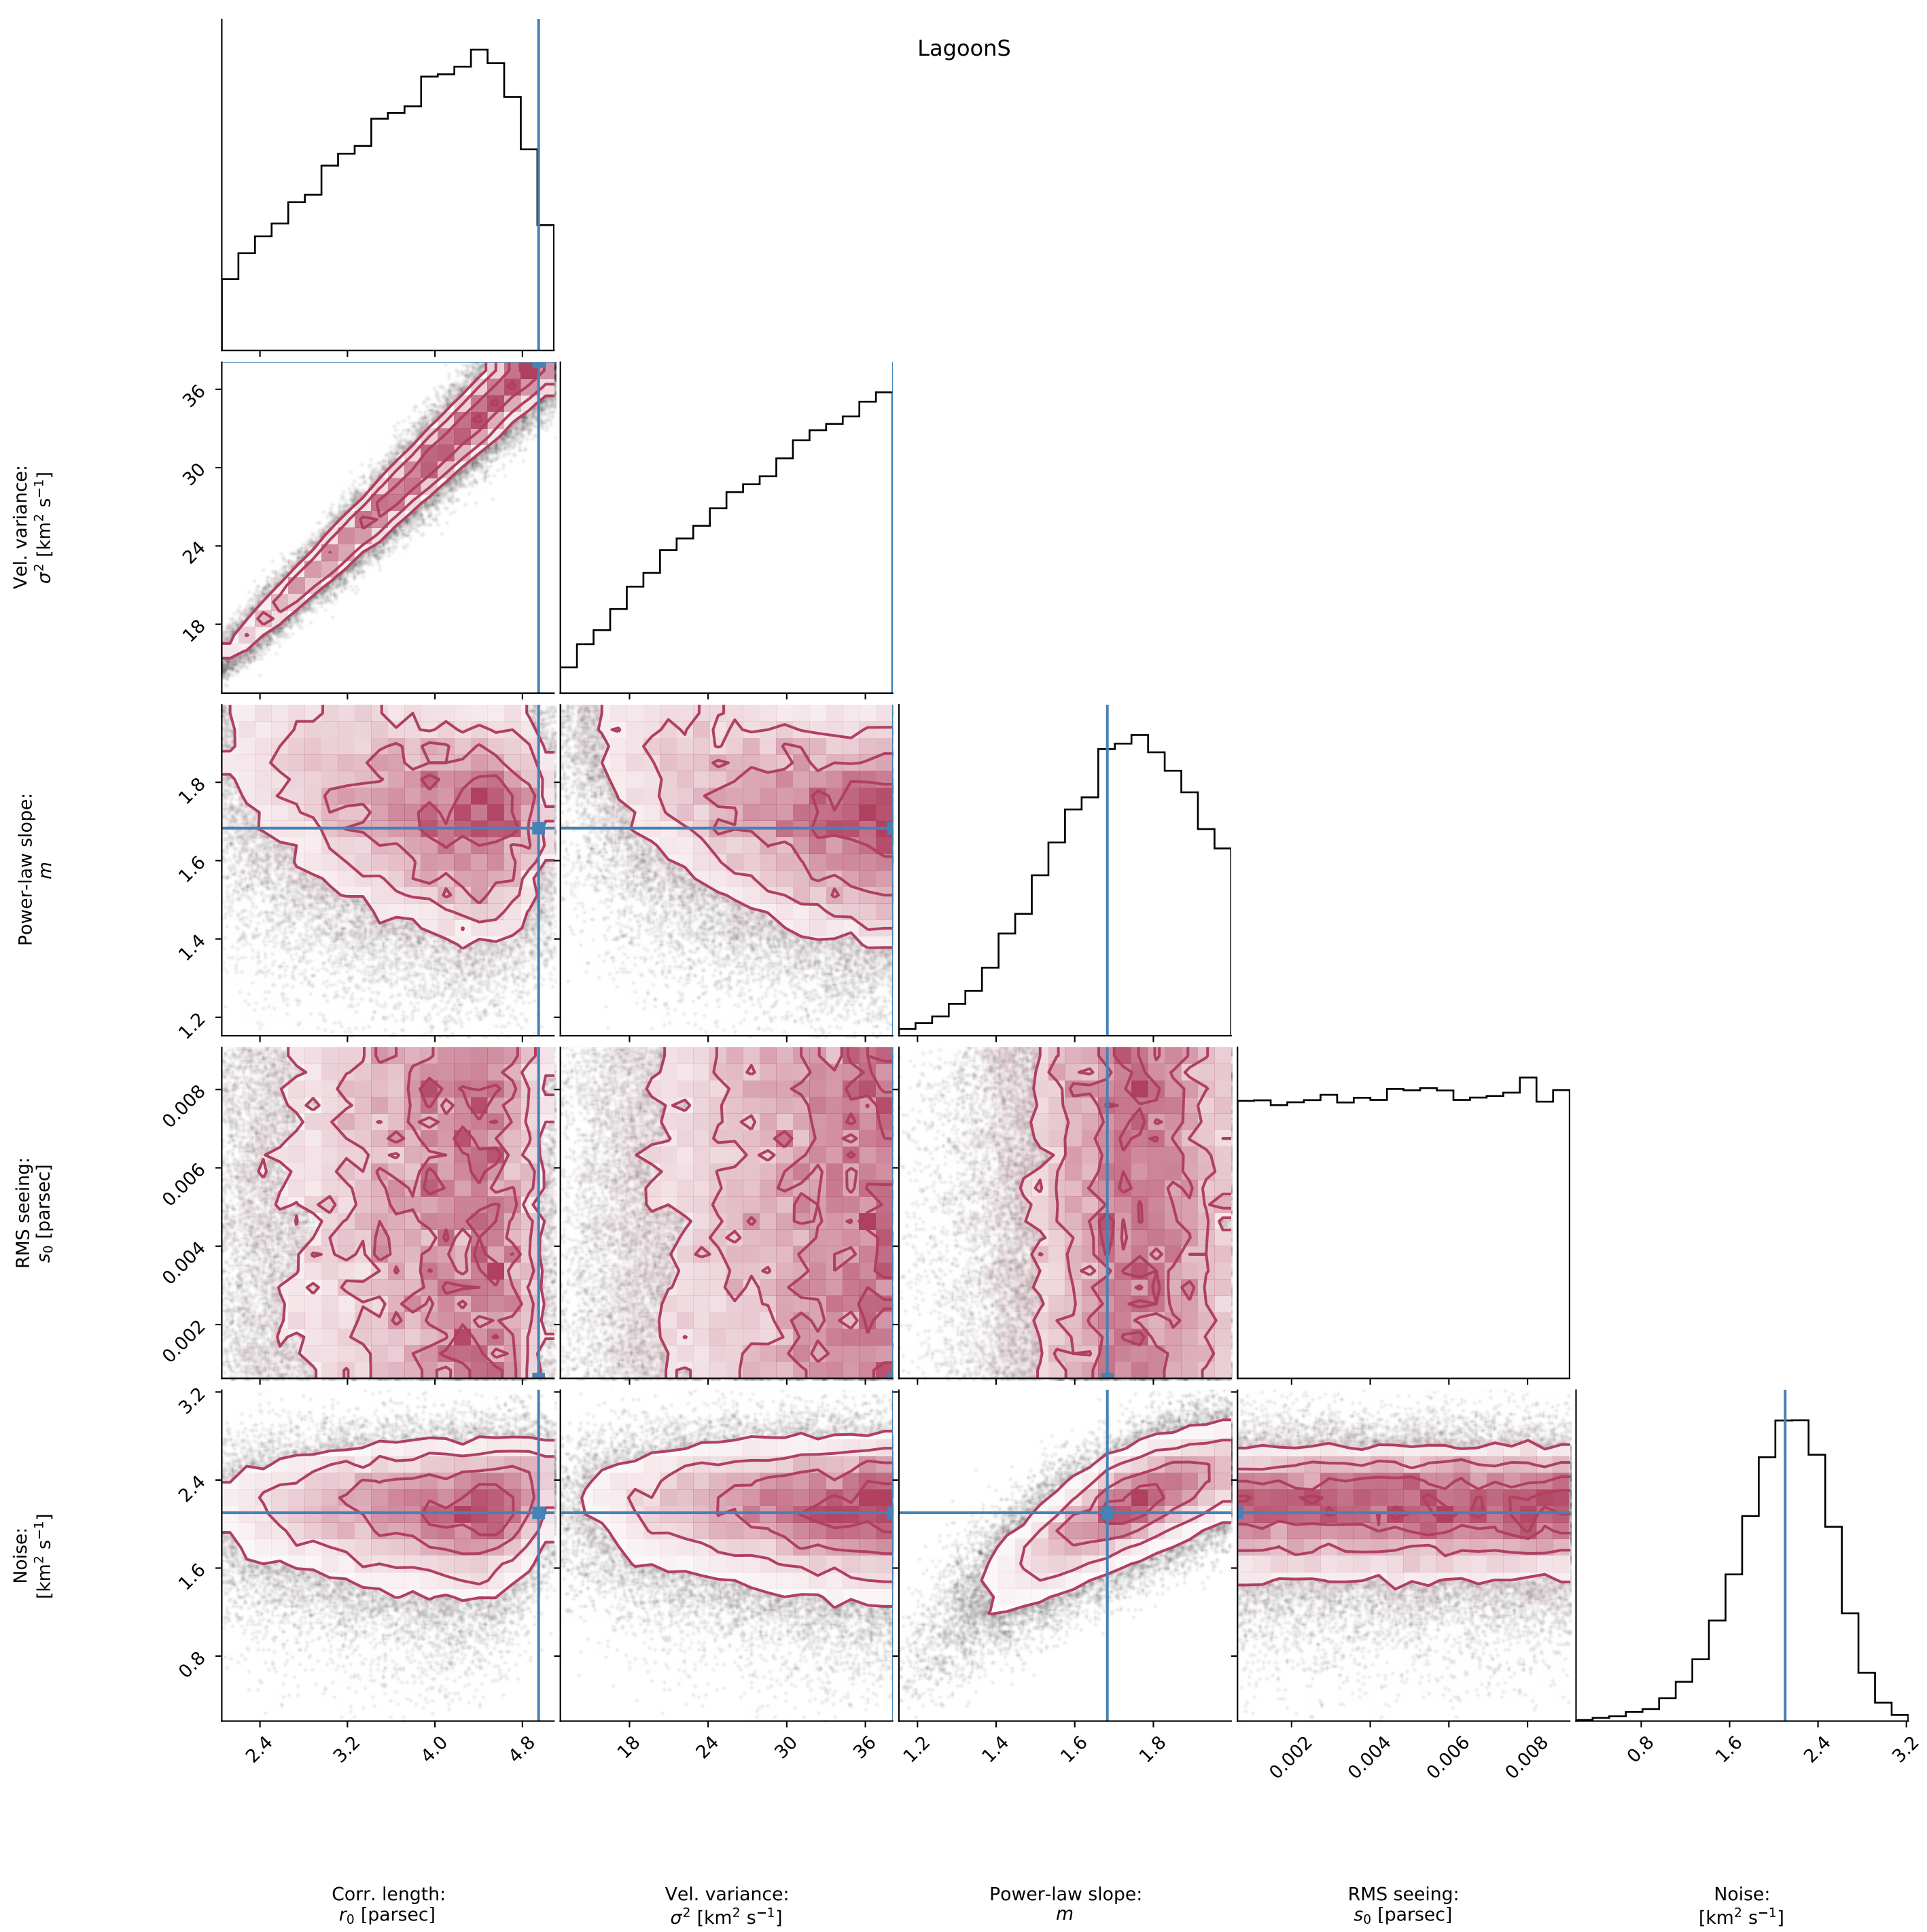 LagoonS
Vel. variance:
σ² [km² s⁻¹]
36
30
24
18
Power-law slope:
m
1.8
1.6
1.4
1.2
RMS seeing:
s₀ [parsec]
0.008
0.006
0.004
0.002
Noise:
[km² s⁻¹]
3.2
2.4
1.6
0.8
2.4 3.2 4.0 4.8 18 24 30 36 1.2 1.4 1.6 1.8 0.002 0.004 0.006 0.008 0.8 1.6 2.4 3.2
Corr. length: Vel. variance: Power-law slope: RMS seeing: Noise:
r₀ [parsec] σ² [km² s⁻¹] m s₀ [parsec] [km² s⁻¹]